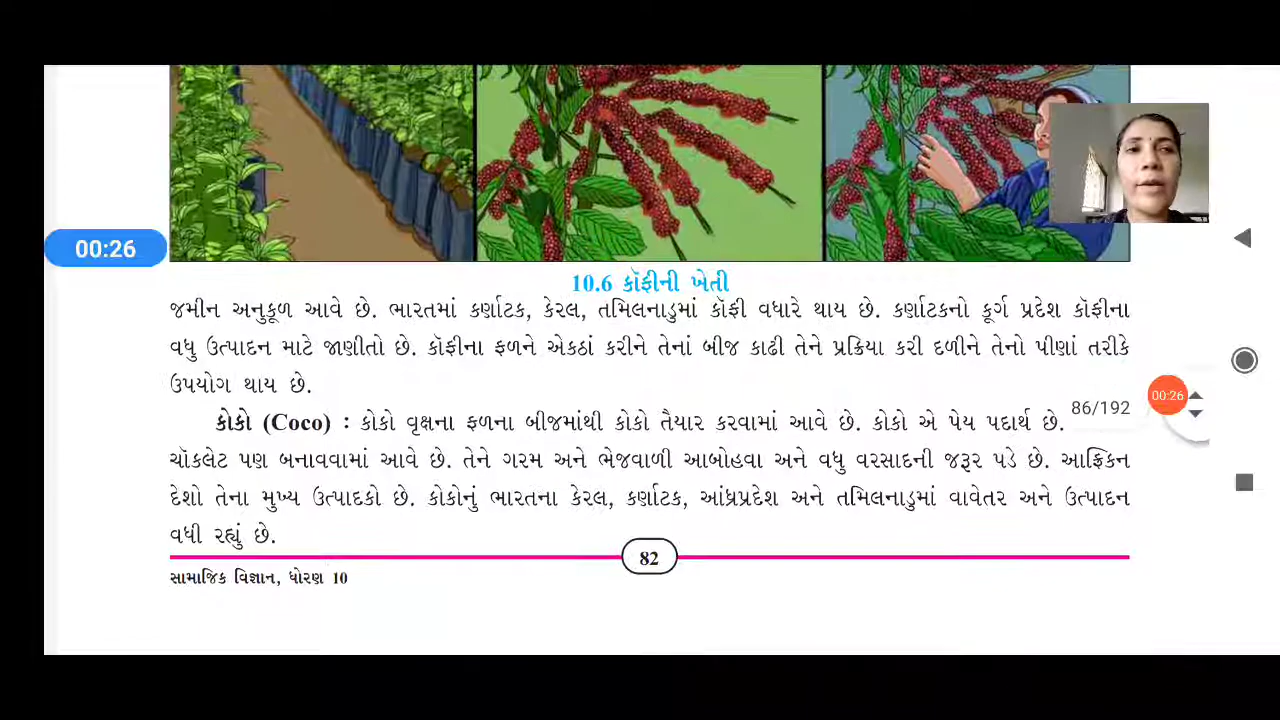 00:26
10.6 કૉફીની ખેતી
જમીન અનુકૂળ આવે છે. ભારતમાં કર્ણાટક, કેરલ, તમિલનાડુમાં કૉફી વધારે થાય છે. કર્ણાટકનો કૂર્ગ પ્રદેશ કૉફીના
વધુ ઉત્પાદન માટે જાણીતો છે. કૉફીના ફળને એકઠાં કરીને તેનાં બીજ કાઢી તેને પ્રક્રિયા કરી દળીને તેનો પીણાં તરીકે
ઉપયોગ થાય છે.
કોકો (Coco) : કોકો વૃક્ષના ફળના બીજમાંથી કોકો તૈયાર કરવામાં આવે છે. કોકો એ પેય પદાર્થ છે.
86/192
00:26
ચૉકલેટ પણ બનાવવામાં આવે છે. તેને ગરમ અને ભેજવાળી આબોહવા અને વધુ વરસાદની જરૂર પડે છે. આફ્રિકન
દેશો તેના મુખ્ય ઉત્પાદકો છે. કોકોનું ભારતના કેરલ, કર્ણાટક, આંધ્રપ્રદેશ અને તમિલનાડુમાં વાવેતર અને ઉત્પાદન
વધી રહ્યું છે.
82
સામાજિક વિજ્ઞાન, ધોરણ 10